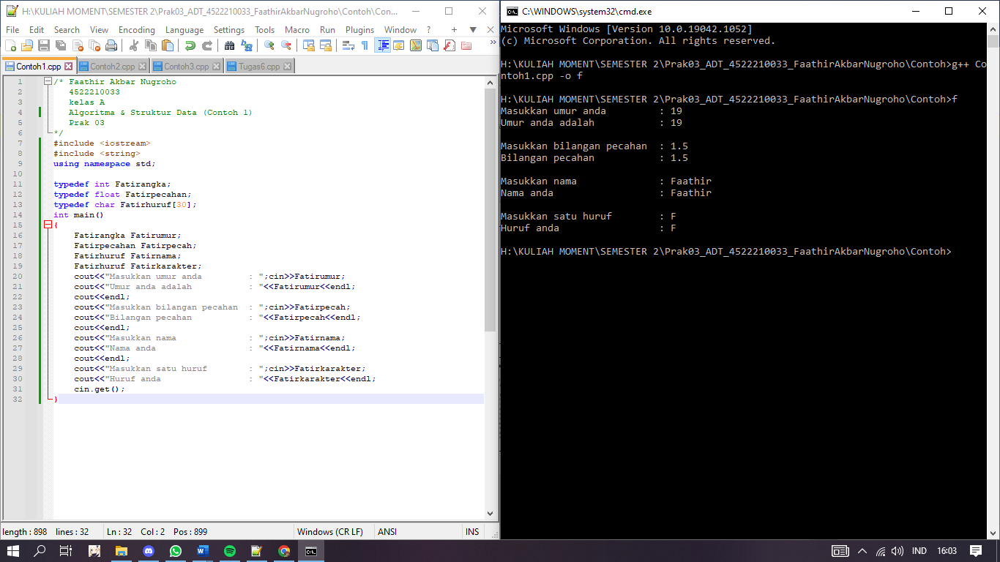 H:\KULIAH MOMENT\SEMESTER 2\Prak03_ADT_4522210033_FaathirAkbarNugroho\Contoh\Con...
File Edit Search View Encoding Language Settings Tools Macro Run Plugins Window ? + ▼ X
Contoh1.cpp Contoh2.cpp Contoh3.cpp Tugas6.cpp
1 /* Faathir Akbar Nugroho
2 4522210033
3 kelas A
4 Algoritma & Struktur Data (Contoh 1)
5 Prak 03
6 */
7 #include <iostream>
8 #include <string>
9 using namespace std;
10
11 typedef int Fatirangka;
12 typedef float Fatirpecahan;
13 typedef char Fatirhuruf[30];
14 int main()
15 {
16 Fatirangka Fatirumur;
17 Fatirpecahan Fatirpecah;
18 Fatirhuruf Fatirnama;
19 Fatirhuruf Fatirkarakter;
20 cout<<"Masukkan umur anda : ";cin>>Fatirumur;
21 cout<<"Umur anda adalah : "<<Fatirumur<<endl;
22 cout<<endl;
23 cout<<"Masukkan bilangan pecahan : ";cin>>Fatirpecah;
24 cout<<"Bilangan pecahan : "<<Fatirpecah<<endl;
25 cout<<endl;
26 cout<<"Masukkan nama : ";cin>>Fatirnama;
27 cout<<"Nama anda : "<<Fatirnama<<endl;
28 cout<<endl;
29 cout<<"Masukkan satu huruf : ";cin>>Fatirkarakter;
30 cout<<"Huruf anda : "<<Fatirkarakter<<endl;
31 cin.get();
32 }
length : 898 lines : 32 Ln : 32 Col : 2 Pos : 899 Windows (CR LF) ANSI INS
C:\WINDOWS\system32\cmd.exe
Microsoft Windows [Version 10.0.19042.1052]
(c) Microsoft Corporation. All rights reserved.
H:\KULIAH MOMENT\SEMESTER 2\Prak03_ADT_4522210033_FaathirAkbarNugroho\Contoh>g++ Co
ntoh1.cpp -o f
H:\KULIAH MOMENT\SEMESTER 2\Prak03_ADT_4522210033_FaathirAkbarNugroho\Contoh>f
Masukkan umur anda : 19
Umur anda adalah : 19
Masukkan bilangan pecahan : 1.5
Bilangan pecahan : 1.5
Masukkan nama : Faathir
Nama anda : Faathir
Masukkan satu huruf : F
Huruf anda : F
H:\KULIAH MOMENT\SEMESTER 2\Prak03_ADT_4522210033_FaathirAkbarNugroho\Contoh>
IND 16:03